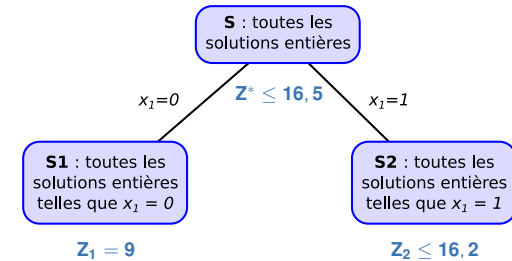 S : toutes les
solutions entières
x₁=0
Z* ≤ 16,5
x₁=1
S1 : toutes les
solutions entières
telles que x₁ = 0
S2 : toutes les
solutions entières
telles que x₁ = 1
Z₁ = 9
Z₂ ≤ 16,2